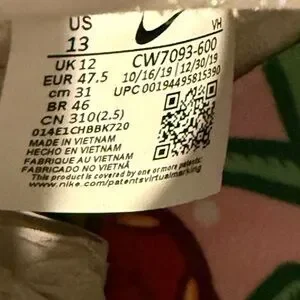 US
VH
13
CW7093-600
UK 12
10/16/19 | 12/30/19
EUR 47.5
UPC 00194495815390
cm 31
BR 46
CN 310(2.5)
014E1CHBBK720
MADE IN VIETNAM
HECHO EN VIETNAM
FABRIQUE AU VIETNAM
FABRICADO NO VIETNÃ
This product is covered by one or more patents:
www.nike.com/patentsvirtualmarking